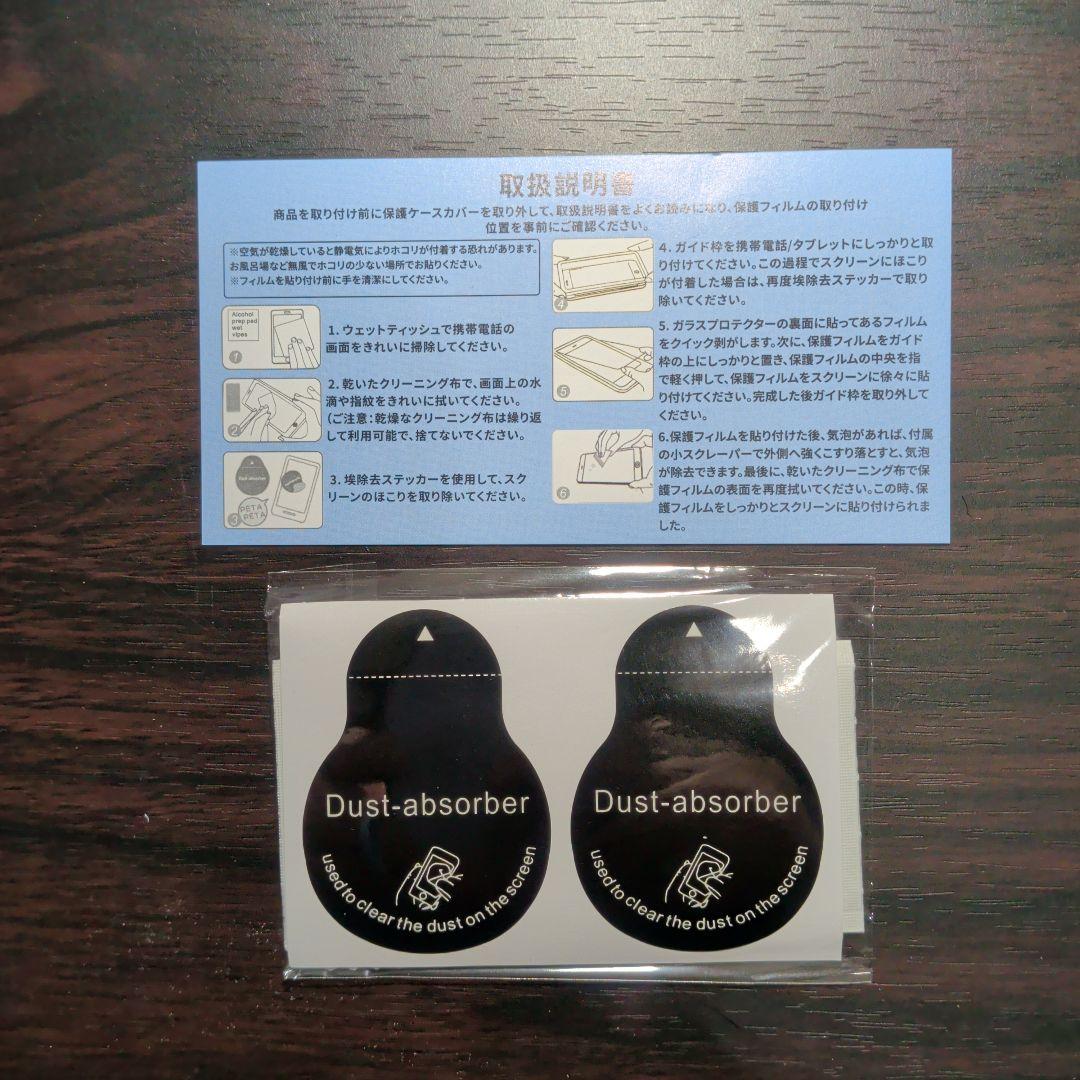 取扱説明書
商品を取り付け前に保護ケースカバーを取り外して、取扱説明書をよくお読みになり、保護フィルムの取り付け
位置を事前にご確認ください。
※空気が乾燥していると静電気によりホコリが付着する恐れがあります。
お風呂場など無風でホコリの少ない場所でお貼りください。
※フィルムを貼り付け前に手を清潔にしてください。
Alcohol
prep pad
wet
vipes
1
1. ウェットティッシュで携帯電話の
画面をきれいに掃除してください。
2
2. 乾いたクリーニング布で、画面上の水
滴や指紋をきれいに拭いてください。
(ご注意:乾燥なクリーニング布は繰り返
して利用可能で、捨てないでください。
Dust-absorber
PETA
PETA
3
3. 埃除去ステッカーを使用して、スク
リーンのほこりを取り除いてください。
4
4. ガイド枠を携帯電話/タブレットにしっかりと取
り付けてください。この過程でスクリーンにほこり
が付着した場合は、再度埃除去ステッカーで取り
除いてください。
5
5. ガラスプロテクターの裏面に貼ってあるフィルム
をクイック剥がします。次に、保護フィルムをガイド
枠の上にしっかりと置き、保護フィルムの中央を指
で軽く押して、保護フィルムをスクリーンに徐々に貼
り付けてください。完成した後ガイド枠を取り外して
ください。
6
6.保護フィルムを貼り付けた後、気泡があれば、付属
の小スクレーパーで外側へ強くこすり落とすと、気泡
が除去できます。最後に、乾いたクリーニング布で保
護フィルムの表面を再度拭いてください。この時、保
護フィルムをしっかりとスクリーンに貼り付けられま
した。
Dust-absorber
used to clear the dust on the screen
Dust-absorber
used to clear the dust on the screen